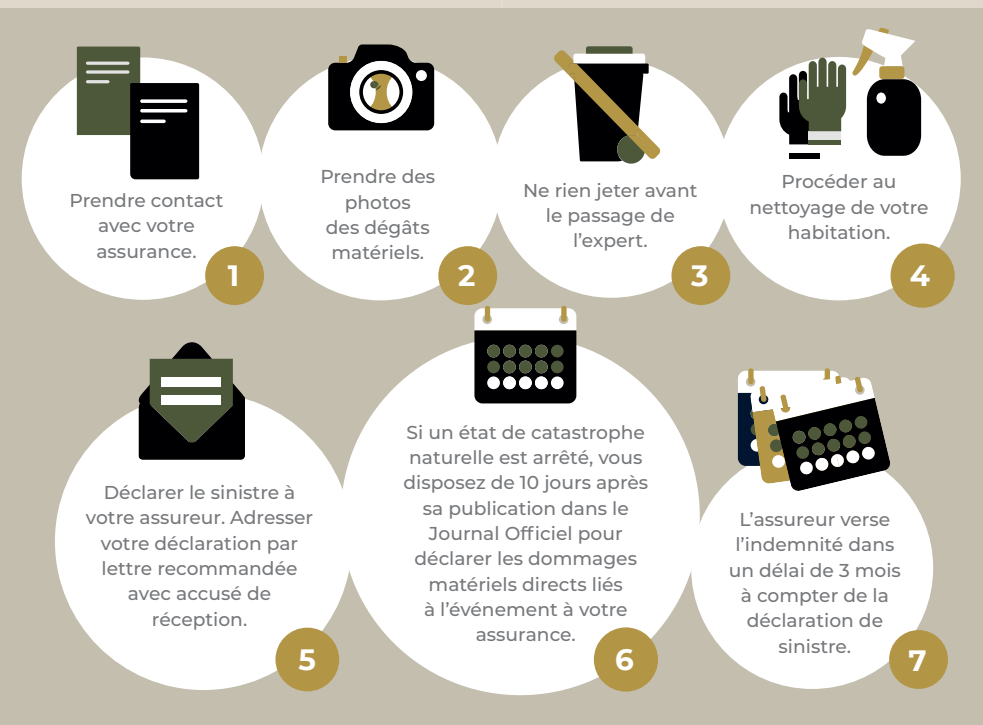 Prendre contact
avec votre
assurance.
1
Prendre des
photos
des dégâts
matériels.
2
Ne rien jeter avant
le passage de
l’expert.
3
Procéder au
nettoyage de votre
habitation.
4
Déclarer le sinistre à
votre assureur. Adresser
votre déclaration par
lettre recommandée
avec accusé de
réception.
5
Si un état de catastrophe
naturelle est arrêté, vous
disposez de 10 jours après
sa publication dans le
Journal Officiel pour
déclarer les dommages
matériels directs liés
à l’événement à votre
assurance.
6
L’assureur verse
l’indemnité dans
un délai de 3 mois
à compter de la
déclaration de
sinistre.
7